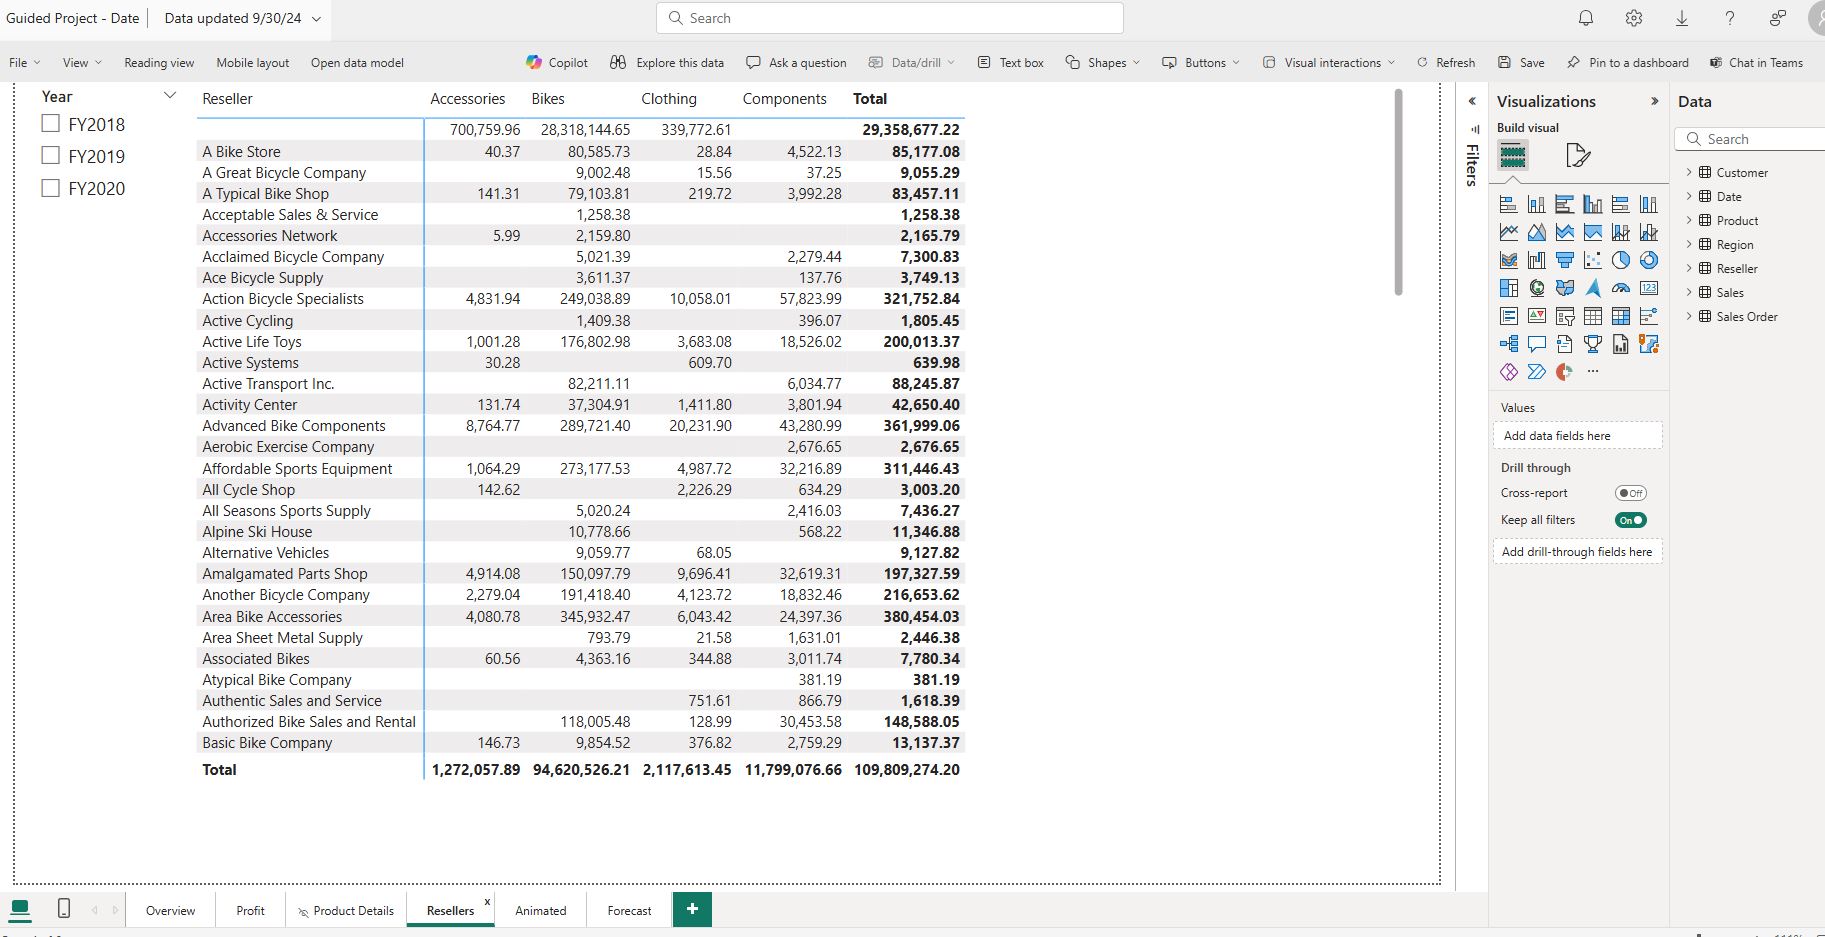 Guided Project - Date Data updated 9/30/24 Search
File View Reading view Mobile layout Open data model Copilot Explore this data Ask a question Data/drill Text box Shapes Buttons Visual interactions Refresh Save Pin to a dashboard Chat in Teams
Year
FY2018
FY2019
FY2020
Reseller Accessories Bikes Clothing Components Total
700,759.96 28,318,144.65 339,772.61 29,358,677.22
A Bike Store 40.37 80,585.73 28.84 4,522.13 85,177.08
A Great Bicycle Company 9,002.48 15.56 37.25 9,055.29
A Typical Bike Shop 141.31 79,103.81 219.72 3,992.28 83,457.11
Acceptable Sales & Service 1,258.38 1,258.38
Accessories Network 5.99 2,159.80 2,165.79
Acclaimed Bicycle Company 5,021.39 2,279.44 7,300.83
Ace Bicycle Supply 3,611.37 137.76 3,749.13
Action Bicycle Specialists 4,831.94 249,038.89 10,058.01 57,823.99 321,752.84
Active Cycling 1,409.38 396.07 1,805.45
Active Life Toys 1,001.28 176,802.98 3,683.08 18,526.02 200,013.37
Active Systems 30.28 609.70 639.98
Active Transport Inc. 82,211.11 6,034.77 88,245.87
Activity Center 131.74 37,304.91 1,411.80 3,801.94 42,650.40
Advanced Bike Components 8,764.77 289,721.40 20,231.90 43,280.99 361,999.06
Aerobic Exercise Company 2,676.65 2,676.65
Affordable Sports Equipment 1,064.29 273,177.53 4,987.72 32,216.89 311,446.43
All Cycle Shop 142.62 2,226.29 634.29 3,003.20
All Seasons Sports Supply 5,020.24 2,416.03 7,436.27
Alpine Ski House 10,778.66 568.22 11,346.88
Alternative Vehicles 9,059.77 68.05 9,127.82
Amalgamated Parts Shop 4,914.08 150,097.79 9,696.41 32,619.31 197,327.59
Another Bicycle Company 2,279.04 191,418.40 4,123.72 18,832.46 216,653.62
Area Bike Accessories 4,080.78 345,932.47 6,043.42 24,397.36 380,454.03
Area Sheet Metal Supply 793.79 21.58 1,631.01 2,446.38
Associated Bikes 60.56 4,363.16 344.88 3,011.74 7,780.34
Atypical Bike Company 381.19 381.19
Authentic Sales and Service 751.61 866.79 1,618.39
Authorized Bike Sales and Rental 118,005.48 128.99 30,453.58 148,588.05
Basic Bike Company 146.73 9,854.52 376.82 2,759.29 13,137.37
Total 1,272,057.89 94,620,526.21 2,117,613.45 11,799,076.66 109,809,274.20
Filters
Visualizations
Build visual
123
Values
Add data fields here
Drill through
Cross-report Off
Keep all filters On
Add drill-through fields here
Data
Search
Customer
Date
Product
Region
Reseller
Sales
Sales Order
Overview Profit Product Details Resellers x Animated Forecast +